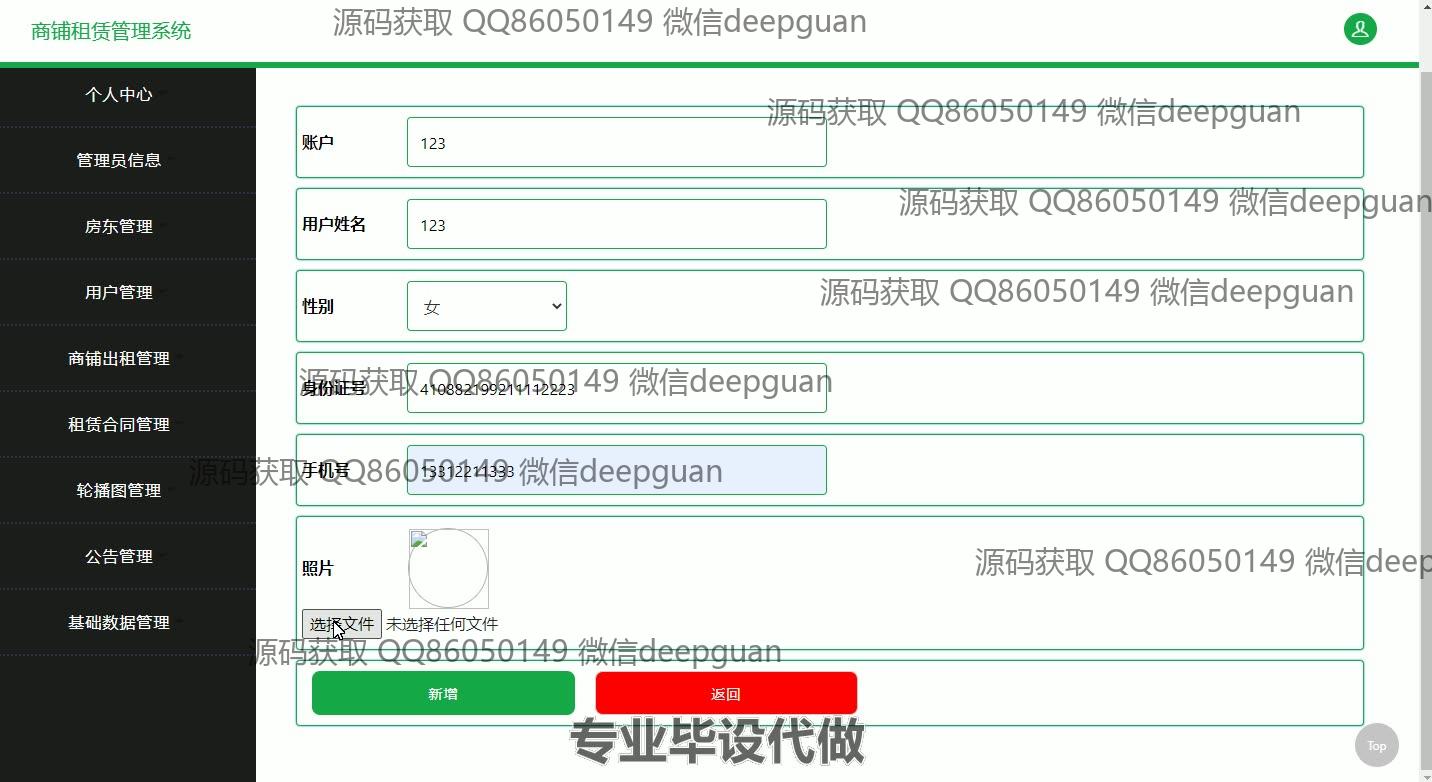 商铺租赁管理系统
源码获取 QQ86050149 微信deepguan
个人中心
源码获取 QQ86050149 微信deepguan
账户
123
管理员信息
源码获取 QQ86050149 微信deepguan
房东管理
用户姓名
123
用户管理
源码获取 QQ86050149 微信deepguan
性别
女
商铺出租管理
源码获取 QQ86050149 微信deepguan
身份证号
410882199211112223
租赁合同管理
源码获取 QQ86050149 微信deepguan
手机号
13312211333
轮播图管理
公告管理
照片
源码获取 QQ86050149 微信deep
基础数据管理
选择文件 未选择任何文件
源码获取 QQ86050149 微信deepguan
新增
返回
专业毕设代做
Top